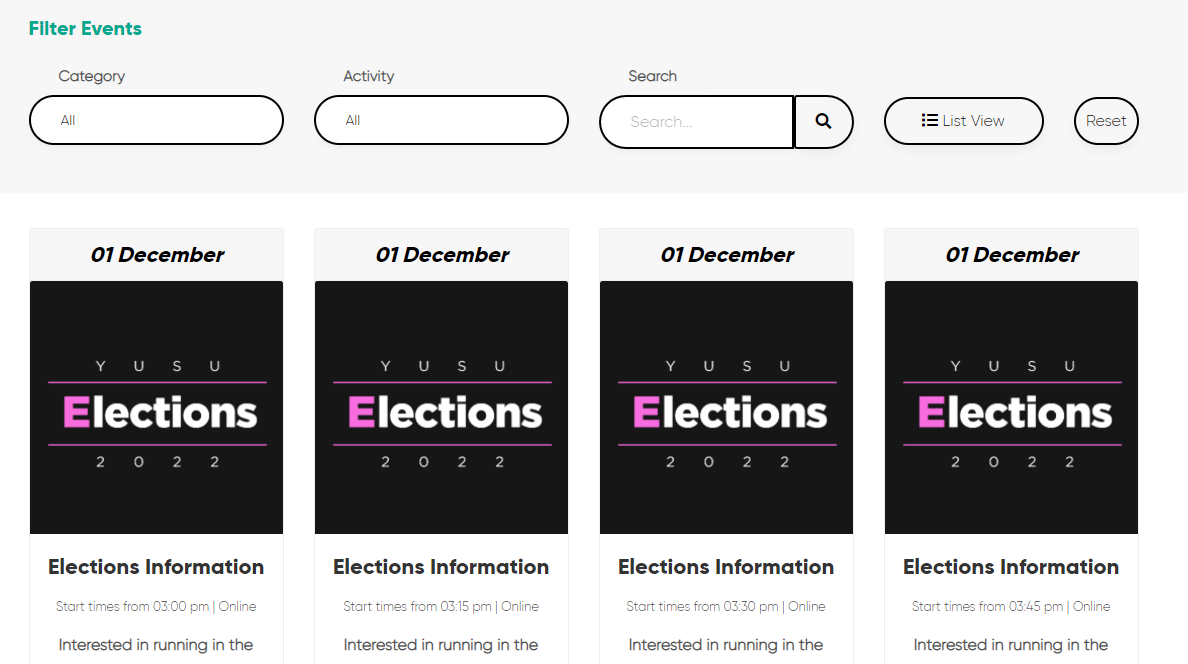 Filter Events
Category
Activity
Search
All
All
Search...
List View
Reset
01 December
01 December
01 December
01 December
Y U S U
Y U S U
Y U S U
Y U S U
Elections
Elections
Elections
Elections
2 0 2 2
2 0 2 2
2 0 2 2
2 0 2 2
Elections Information
Elections Information
Elections Information
Elections Information
Start times from 03:00 pm | Online
Start times from 03:15 pm | Online
Start times from 03:30 pm | Online
Start times from 03:45 pm | Online
Interested in running in the
Interested in running in the
Interested in running in the
Interested in running in the